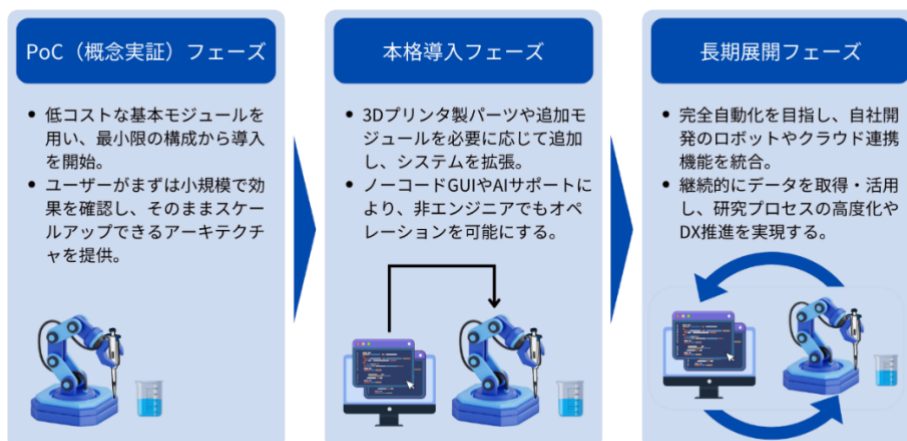 PoC（概念実証）フェーズ
• 低コストな基本モジュールを
用い、最小限の構成から導入
を開始。
• ユーザーがまずは小規模で効
果を確認し、そのままスケー
ルアップできるアーキテクチ
ャを提供。
本格導入フェーズ
• 3Dプリンタ製パーツや追加モ
ジュールを必要に応じて追加
し、システムを拡張。
• ノーコードGUIやAIサポートに
より、非エンジニアでもオペ
レーションを可能にする。
長期展開フェーズ
• 完全自動化を目指し、自社開
発のロボットやクラウド連携
機能を統合。
• 継続的にデータを取得・活用
し、研究プロセスの高度化や
DX推進を実現する。